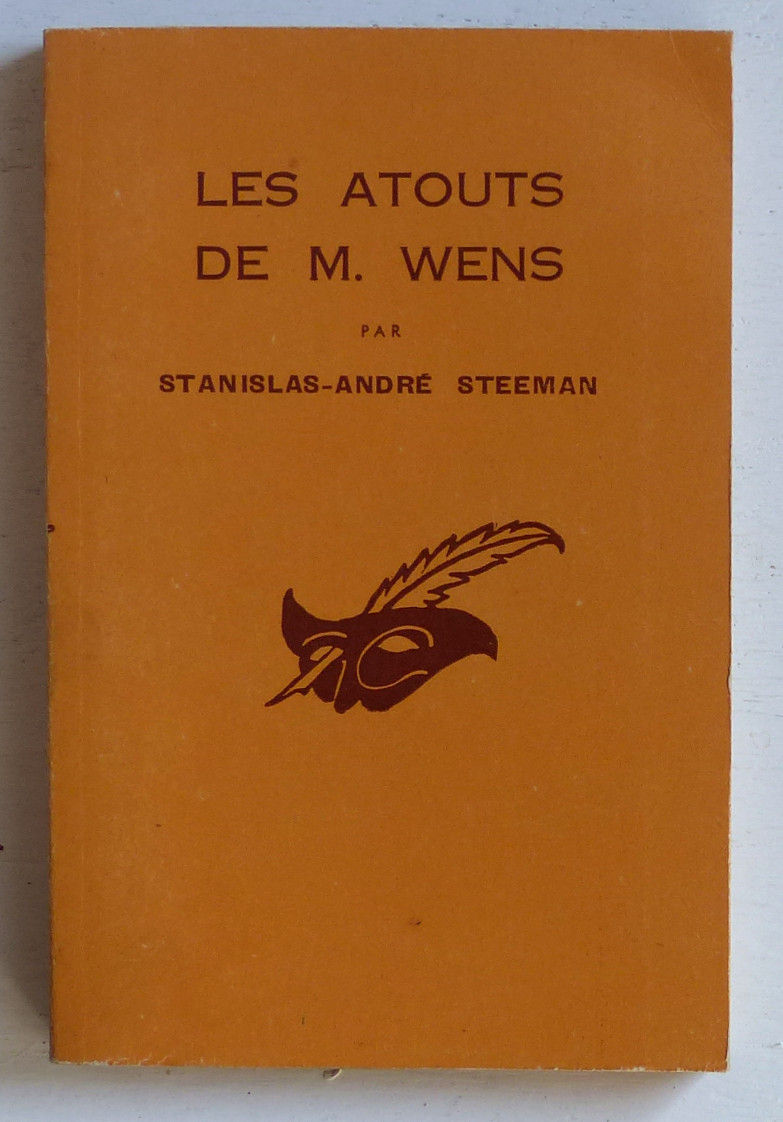 LES ATOUTS
DE M. WENS
PAR
STANISLAS-ANDRÉ STEEMAN